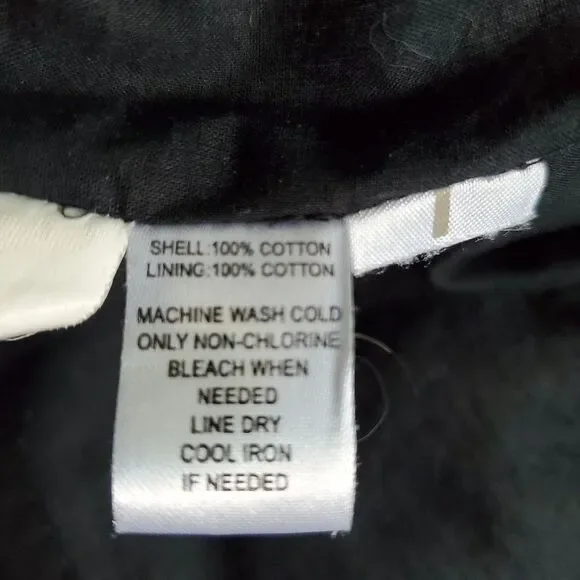 SHELL:100% COTTON
LINING:100% COTTON
MACHINE WASH COLD
ONLY NON-CHLORINE
BLEACH WHEN
NEEDED
LINE DRY
COOL IRON
IF NEEDED